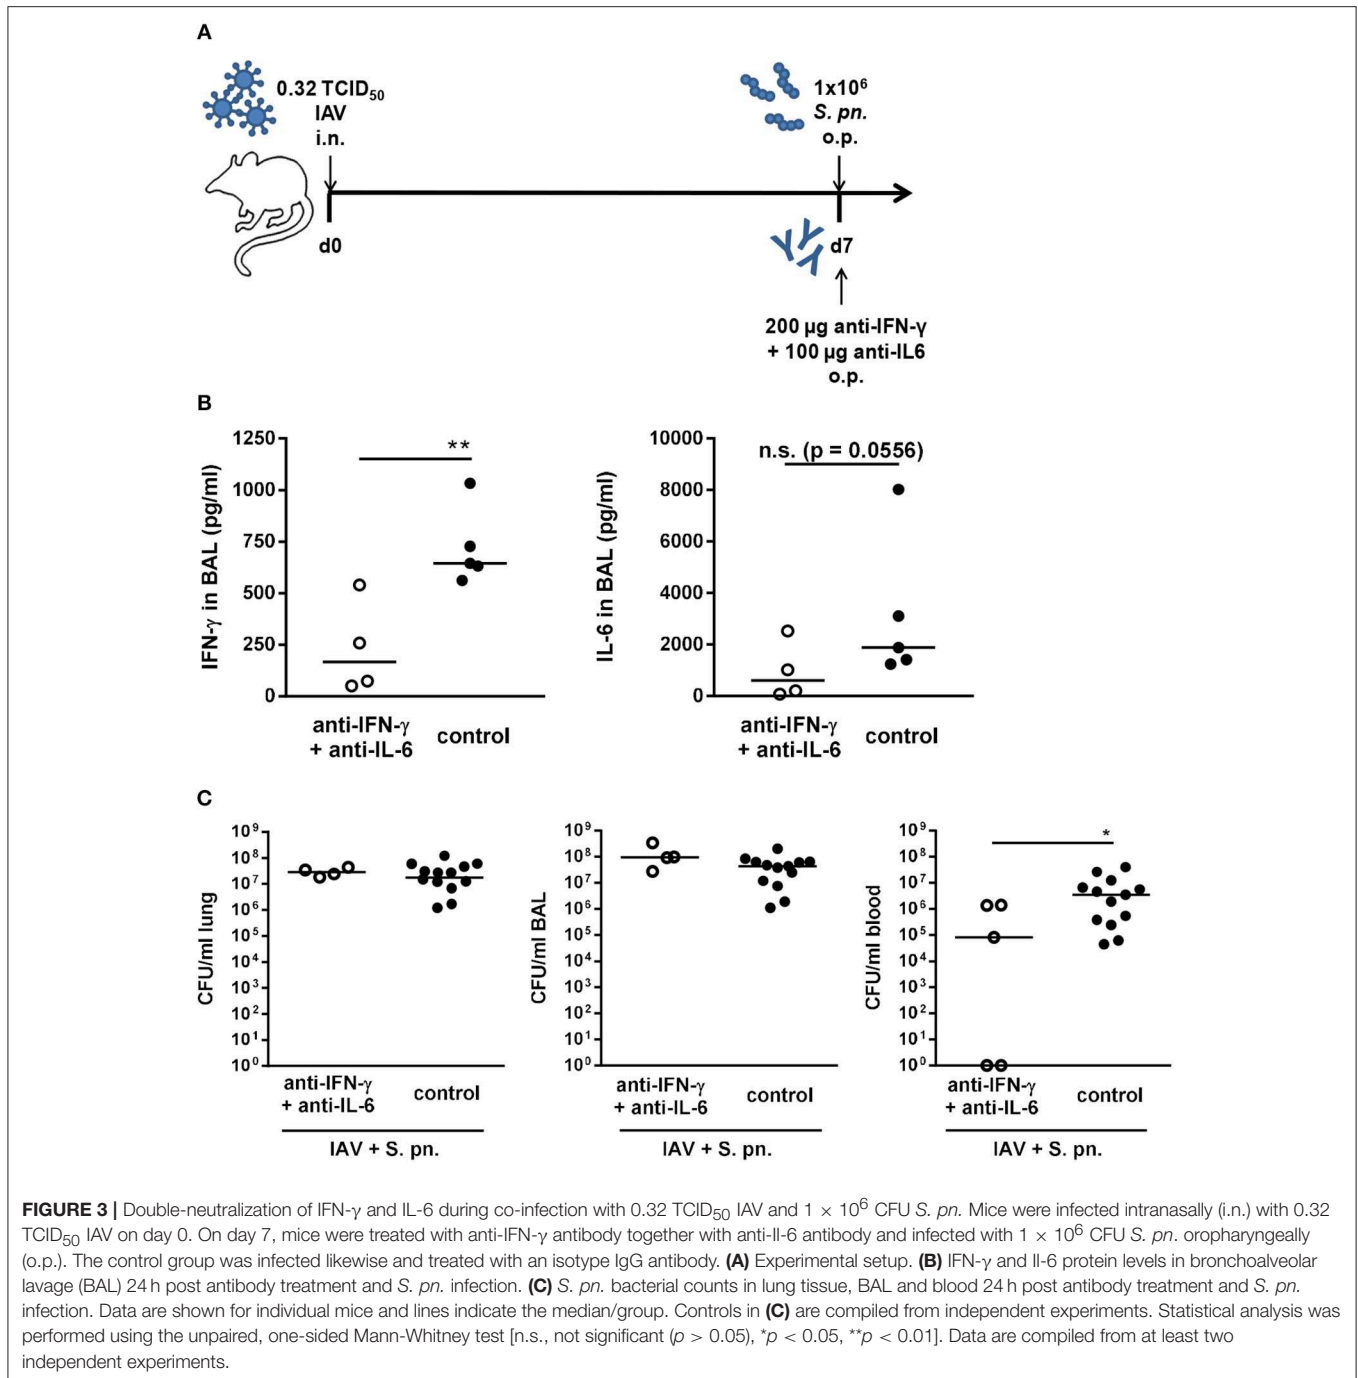 A
0.32 TCID50
IAV
i.n.
1x10⁶
S. pn.
o.p.
d0
d7
200 µg anti-IFN-γ
+ 100 µg anti-IL6
o.p.
B
IFN-γ in BAL (pg/ml)
1250
1000
750
500
250
0
**
anti-IFN-γ
+ anti-IL-6
control
IL-6 in BAL (pg/ml)
10000
8000
6000
4000
2000
0
n.s. (p = 0.0556)
anti-IFN-γ
+ anti-IL-6
control
C
CFU/ml lung
10⁹
10⁸
10⁷
10⁶
10⁵
10⁴
10³
10²
10¹
10⁰
anti-IFN-γ
+ anti-IL-6
control
IAV + S. pn.
CFU/ml BAL
10⁹
10⁸
10⁷
10⁶
10⁵
10⁴
10³
10²
10¹
10⁰
anti-IFN-γ
+ anti-IL-6
control
IAV + S. pn.
CFU/ml blood
10⁹
10⁸
10⁷
10⁶
10⁵
10⁴
10³
10²
10¹
10⁰
*
anti-IFN-γ
+ anti-IL-6
control
IAV + S. pn.
FIGURE 3 | Double-neutralization of IFN-γ and IL-6 during co-infection with 0.32 TCID50 IAV and 1 × 10⁶ CFU S. pn. Mice were infected intranasally (i.n.) with 0.32
TCID50 IAV on day 0. On day 7, mice were treated with anti-IFN-γ antibody together with anti-Il-6 antibody and infected with 1 × 10⁶ CFU S. pn. oropharyngeally
(o.p.). The control group was infected likewise and treated with an isotype IgG antibody. (A) Experimental setup. (B) IFN-γ and Il-6 protein levels in bronchoalveolar
lavage (BAL) 24 h post antibody treatment and S. pn. infection. (C) S. pn. bacterial counts in lung tissue, BAL and blood 24 h post antibody treatment and S. pn.
infection. Data are shown for individual mice and lines indicate the median/group. Controls in (C) are compiled from independent experiments. Statistical analysis was
performed using the unpaired, one-sided Mann-Whitney test [n.s., not significant (p > 0.05), *p < 0.05, **p < 0.01]. Data are compiled from at least two
independent experiments.